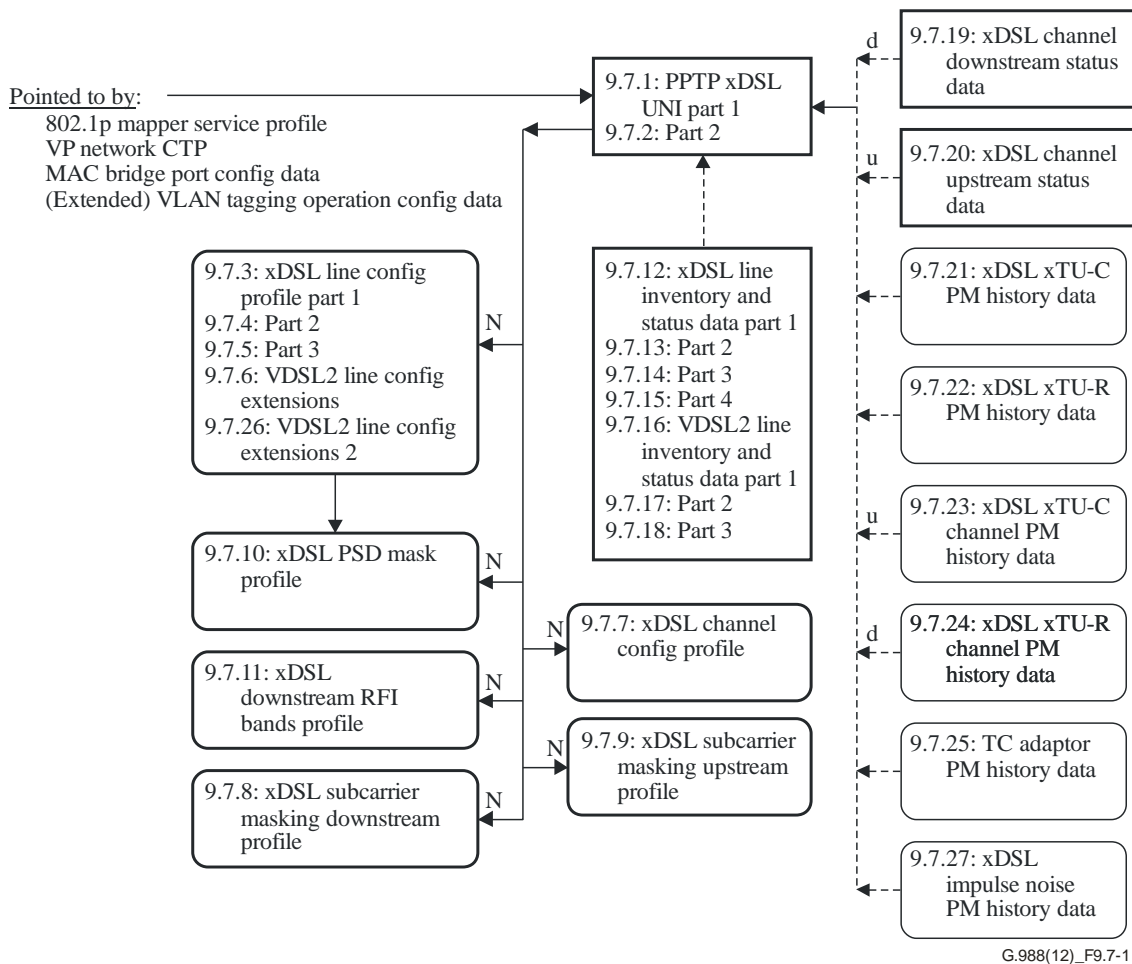 Pointed to by:
802.1p mapper service profile
VP network CTP
MAC bridge port config data
(Extended) VLAN tagging operation config data
9.7.1: PPTP xDSL
UNI part 1
9.7.2: Part 2
9.7.3: xDSL line config
profile part 1
9.7.4: Part 2
9.7.5: Part 3
9.7.6: VDSL2 line config
extensions
9.7.26: VDSL2 line config
extensions 2
N
9.7.10: xDSL PSD mask
profile
N
9.7.11: xDSL
downstream RFI
bands profile
N
9.7.8: xDSL subcarrier
masking downstream
profile
N
9.7.12: xDSL line
inventory and
status data part 1
9.7.13: Part 2
9.7.14: Part 3
9.7.15: Part 4
9.7.16: VDSL2 line
inventory and
status data part 1
9.7.17: Part 2
9.7.18: Part 3
N
9.7.7: xDSL channel
config profile
N
9.7.9: xDSL subcarrier
masking upstream
profile
d
9.7.19: xDSL channel
downstream status
data
u
9.7.20: xDSL channel
upstream status
data
9.7.21: xDSL xTU-C
PM history data
9.7.22: xDSL xTU-R
PM history data
u
9.7.23: xDSL xTU-C
channel PM
history data
d
9.7.24: xDSL xTU-R
channel PM
history data
9.7.25: TC adaptor
PM history data
9.7.27: xDSL
impulse noise
PM history data
G.988(12)_F9.7-1